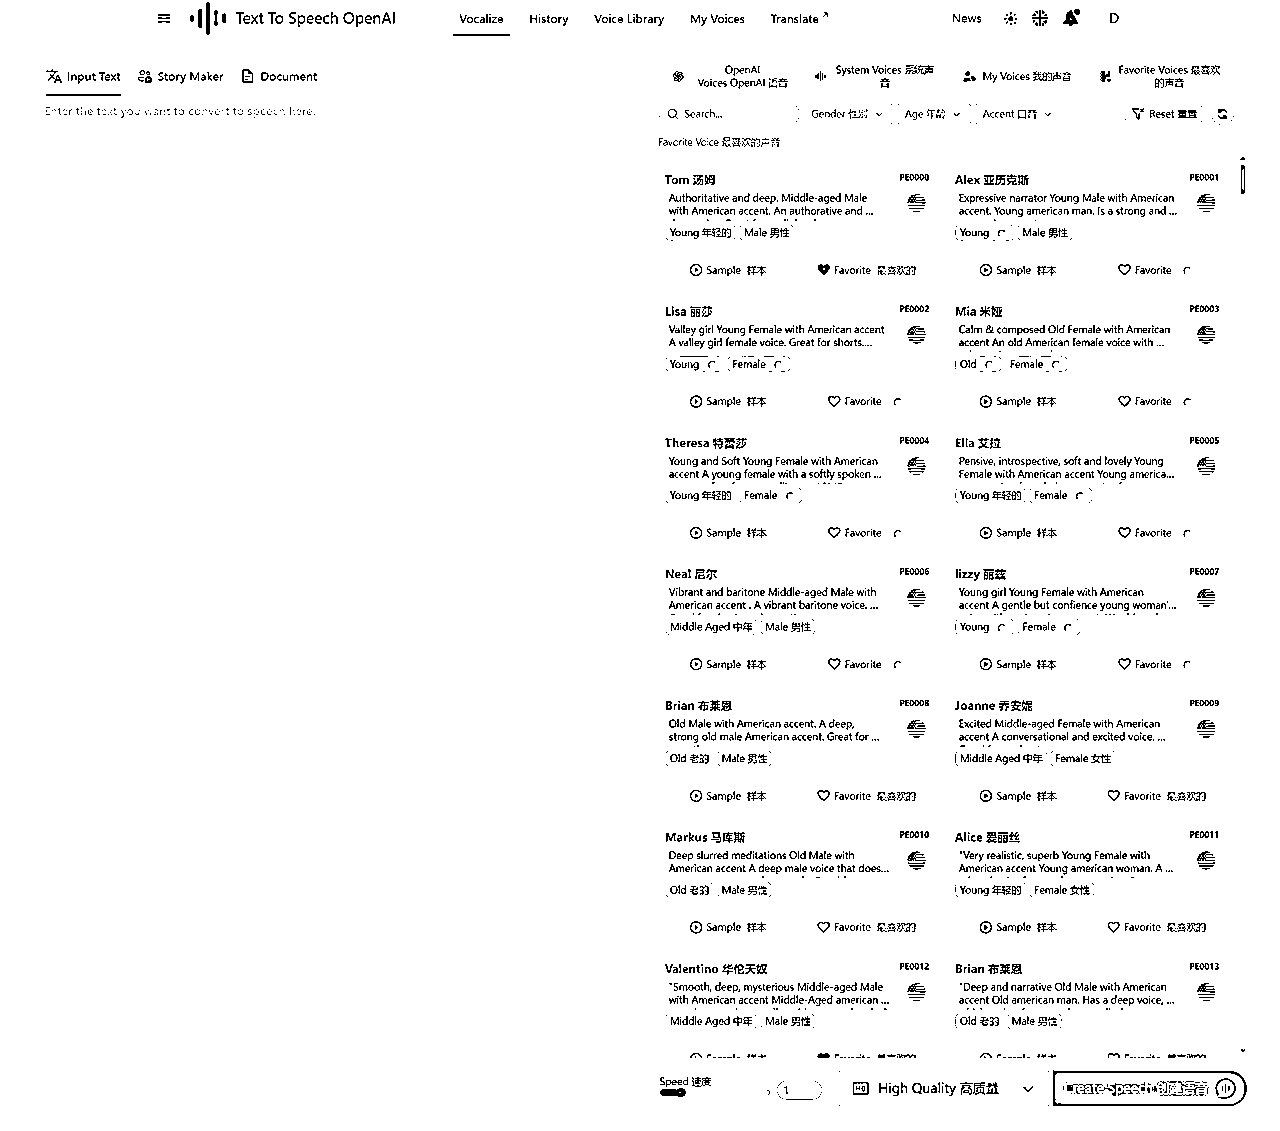 Text To Speech OpenAI
Vocalize
History
Voice Library
My Voices
Translate
News
D
Input Text
Story Maker
Document
Enter the text you want to convert to speech here.
OpenAI
Voices OpenAI 语音
System Voices 系统声
音
My Voices 我的声音
Favorite Voices 最喜欢
的声音
Search...
Gender 性别
Age 年龄
Accent 口音
Reset 重置
Favorite Voice 最喜欢的声音
Tom 汤姆 PE0000
Authoritative and deep. Middle-aged Male
with American accent. An authorative and ...
Young 年轻的 Male 男性
Sample 样本 Favorite 最喜欢的
Alex 亚历克斯 PE0001
Expressive narrator Young Male with American
accent. Young american man. Is a strong and ...
Young Male 男性
Sample 样本 Favorite
Lisa 丽莎 PE0002
Valley girl Young Female with American accent
A valley girl female voice. Great for shorts....
Young Female
Sample 样本 Favorite
Mia 米娅 PE0003
Calm & composed Old Female with American
accent An old American female voice with ...
Old Female
Sample 样本 Favorite
Theresa 特蕾莎 PE0004
Young and Soft Young Female with American
accent A young female with a softly spoken ...
Young 年轻的 Female
Sample 样本 Favorite
Ella 艾拉 PE0005
Pensive, introspective, soft and lovely Young
Female with American accent Young america...
Young 年轻的 Female
Sample 样本 Favorite
Neal 尼尔 PE0006
Vibrant and baritone Middle-aged Male with
American accent . A vibrant baritone voice. ...
Middle Aged 中年 Male 男性
Sample 样本 Favorite
lizzy 丽兹 PE0007
Young girl Young Female with American
accent A gentle but confience young woman'...
Young Female
Sample 样本 Favorite
Brian 布莱恩 PE0008
Old Male with American accent. A deep,
strong old male American accent. Great for ...
Old 老的 Male 男性
Sample 样本 Favorite 最喜欢的
Joanne 乔安妮 PE0009
Excited Middle-aged Female with American
accent A conversational and excited voice. ...
Middle Aged 中年 Female 女性
Sample 样本 Favorite 最喜欢的
Markus 马库斯 PE0010
Deep slurred meditations Old Male with
American accent A deep male voice that does...
Old 老的 Male 男性
Sample 样本 Favorite 最喜欢的
Alice 爱丽丝 PE0011
"Very realistic, superb Young Female with
American accent Young american woman. A ...
Young 年轻的 Female 女性
Sample 样本 Favorite 最喜欢的
Valentino 华伦天奴 PE0012
"Smooth, deep, mysterious Middle-aged Male
with American accent Middle-Aged american ...
Middle Aged 中年 Male 男性
Brian 布莱恩 PE0013
"Deep and narrative Old Male with American
accent Old american man. Has a deep voice, ...
Old 老的 Male 男性
Speed 速度
1
High Quality 高质量
Create speech 创建语音